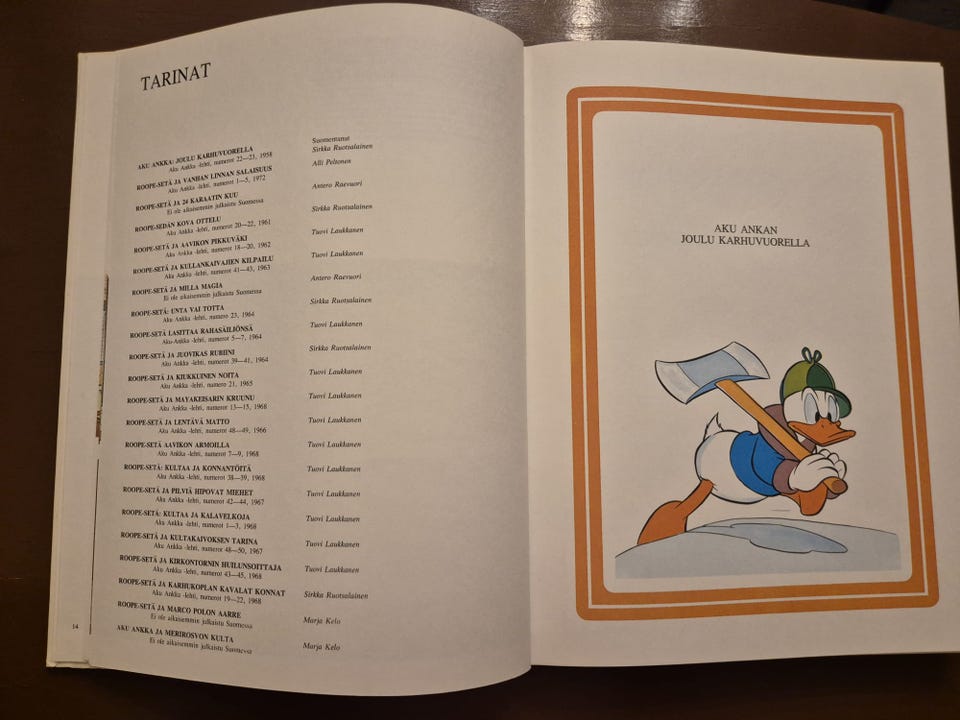 TARINAT
Suomentanut
AKU ANKKA: JOULU KARHUVUORELLA Sirkka Ruotsalainen
Aku Ankka -lehti, numerot 22—23, 1958
ROOPE-SETÄ JA VANHAN LINNAN SALAISUUS Alli Peltonen
Aku Ankka -lehti, numerot 1—5, 1972
ROOPE-SETÄ JA 24 KARAATIN KUU Antero Raevuori
Ei ole aikaisemmin julkaistu Suomessa
ROOPE-SEDÄN KOVA OTTELU Sirkka Ruotsalainen
Aku Ankka -lehti, numerot 20—22, 1961
ROOPE-SETÄ JA AAVIKON PIKKUVÄKI Tuovi Laukkanen
Aku Ankka -lehti, numerot 18—20, 1962
ROOPE-SETÄ JA KULLANKAIVAJIEN KILPAILU Tuovi Laukkanen
Aku Ankka -lehti, numerot 41—43, 1963
ROOPE-SETÄ JA MILLA MAGIA Antero Raevuori
Ei ole aikaisemmin julkaistu Suomessa
ROOPE-SETÄ: UNTA VAI TOTTA Sirkka Ruotsalainen
Aku Ankka -lehti, numero 23, 1964
ROOPE-SETÄ LASITTAA RAHASÄILIÖNSÄ Tuovi Laukkanen
Aku-Ankka -lehti, numerot 5—7, 1964
ROOPE-SETÄ JA JUOVIKAS RUBIINI Sirkka Ruotsalainen
Aku Ankka -lehti, numerot 39—41, 1964
ROOPE-SETÄ JA KIUKKUINEN NOITA Tuovi Laukkanen
Aku Ankka -lehti, numero 21, 1965
ROOPE-SETÄ JA MAYAKEISARIN KRUUNU Tuovi Laukkanen
Aku Ankka -lehti, numerot 13—15, 1968
ROOPE-SETÄ JA LENTÄVÄ MATTO Tuovi Laukkanen
Aku Ankka -lehti, numerot 48—49, 1966
ROOPE-SETÄ AAVIKON ARMOILLA Tuovi Laukkanen
Aku Ankka -lehti, numerot 7—9, 1968
ROOPE-SETÄ: KULTAA JA KONNANTÖITÄ Tuovi Laukkanen
Aku Ankka -lehti, numerot 38—39, 1968
ROOPE-SETÄ JA PILVIÄ HIPOVAT MIEHET Tuovi Laukkanen
Aku Ankka -lehti, numerot 42—44, 1967
ROOPE-SETÄ: KULTAA JA KALAVELKOJA Tuovi Laukkanen
Aku Ankka -lehti, numerot 1—3, 1968
ROOPE-SETÄ JA KULTAKAIVOKSEN TARINA Tuovi Laukkanen
Aku Ankka -lehti, numerot 48—50, 1967
ROOPE-SETÄ JA KIRKONTORNIN HUILUNSOITTAJA Tuovi Laukkanen
Aku Ankka -lehti, numerot 43—45, 1968
ROOPE-SETÄ JA KARHUKOPLAN KAVALAT KONNAT Sirkka Ruotsalainen
Aku Ankka -lehti, numerot 19—22, 1968
ROOPE-SETÄ JA MARCO POLON AARRE Marja Kelo
Ei ole aikaisemmin julkaistu Suomessa
AKU ANKKA JA MERIROSVON KULTA Marja Kelo
Ei ole aikaisemmin julkaistu Suomessa
14
AKU ANKAN
JOULU KARHUVUORELLA